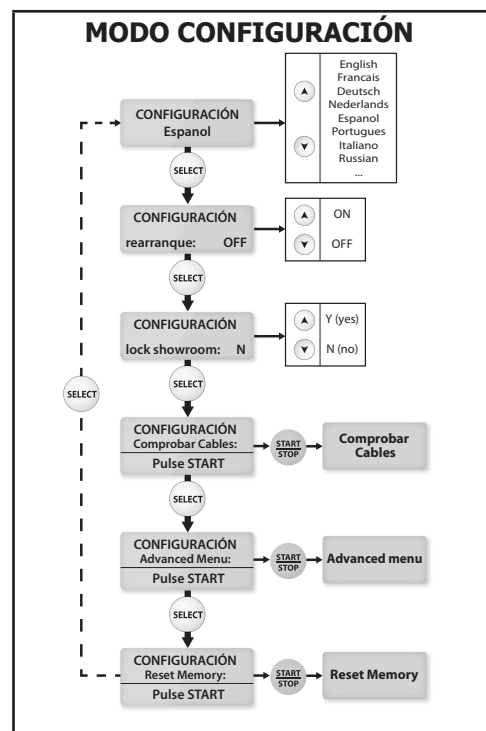 MODO CONFIGURACIÓN
CONFIGURACIÓN
Espanol
English
Francais
Deutsch
Nederlands
Espanol
Portugues
Italiano
Russian
...
SELECT
CONFIGURACIÓN
rearranque: OFF
ON
OFF
SELECT
CONFIGURACIÓN
lock showroom: N
Y (yes)
N (no)
SELECT
SELECT
CONFIGURACIÓN
Comprobar Cables:
Pulse START
START
STOP
Comprobar
Cables
SELECT
CONFIGURACIÓN
Advanced Menu:
Pulse START
START
STOP
Advanced menu
SELECT
CONFIGURACIÓN
Reset Memory:
Pulse START
START
STOP
Reset Memory